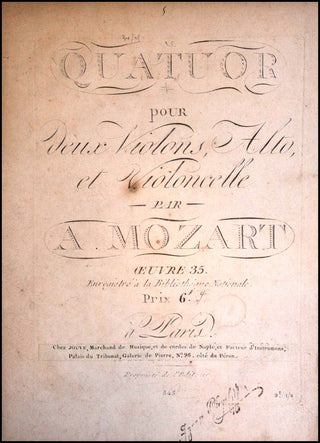 QUATUOR
POUR
deux Violons, Alto,
et Violoncelle
PAR
A. MOZART
ŒUVRE 35.
Enregistré à la Bibliothèque Nationale.
Prix 6#
à Paris
Chez JOUVE, Marchand de Musique, et de cordes de Naple, et Facteur d'Instrument,
Palais du Tribunat, Galerie de Pierre, N° 96, côté du Péron.
Propriété de l'Editeur